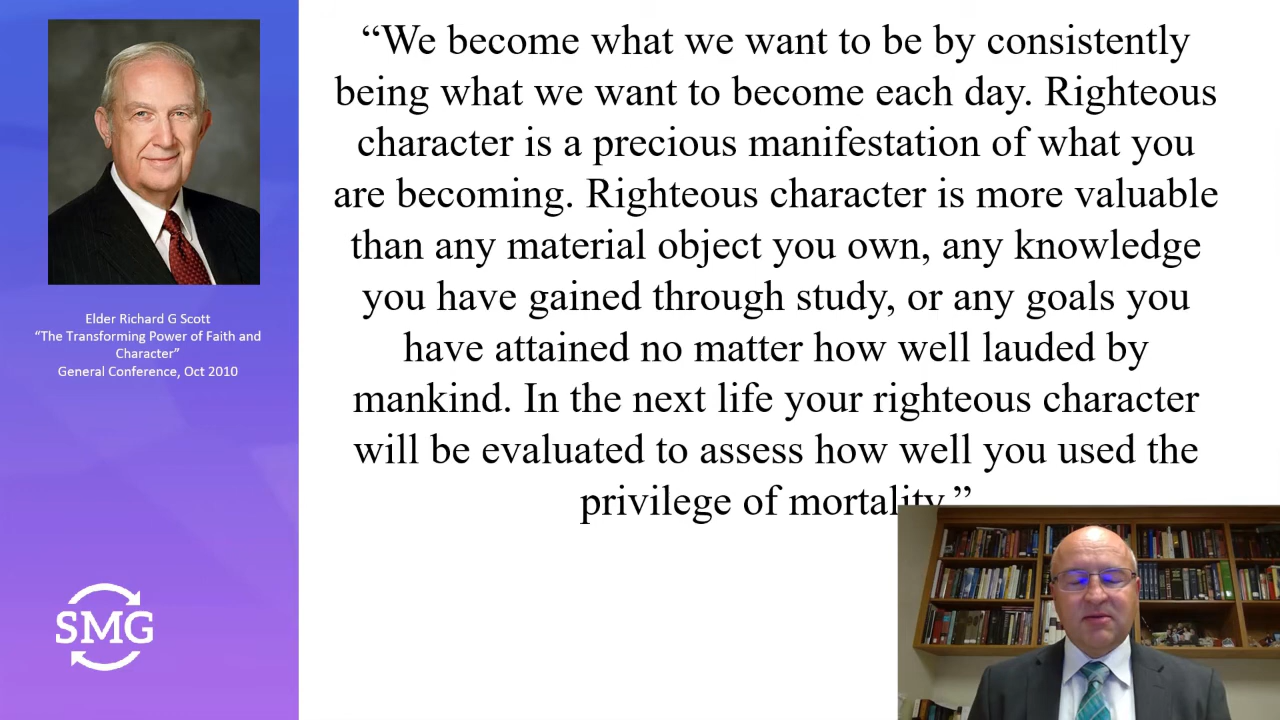 Elder Richard G Scott
“The Transforming Power of Faith and
Character”
General Conference, Oct 2010
SMG
“We become what we want to be by consistently
being what we want to become each day. Righteous
character is a precious manifestation of what you
are becoming. Righteous character is more valuable
than any material object you own, any knowledge
you have gained through study, or any goals you
have attained no matter how well lauded by
mankind. In the next life your righteous character
will be evaluated to assess how well you used the
privilege of mortality.”